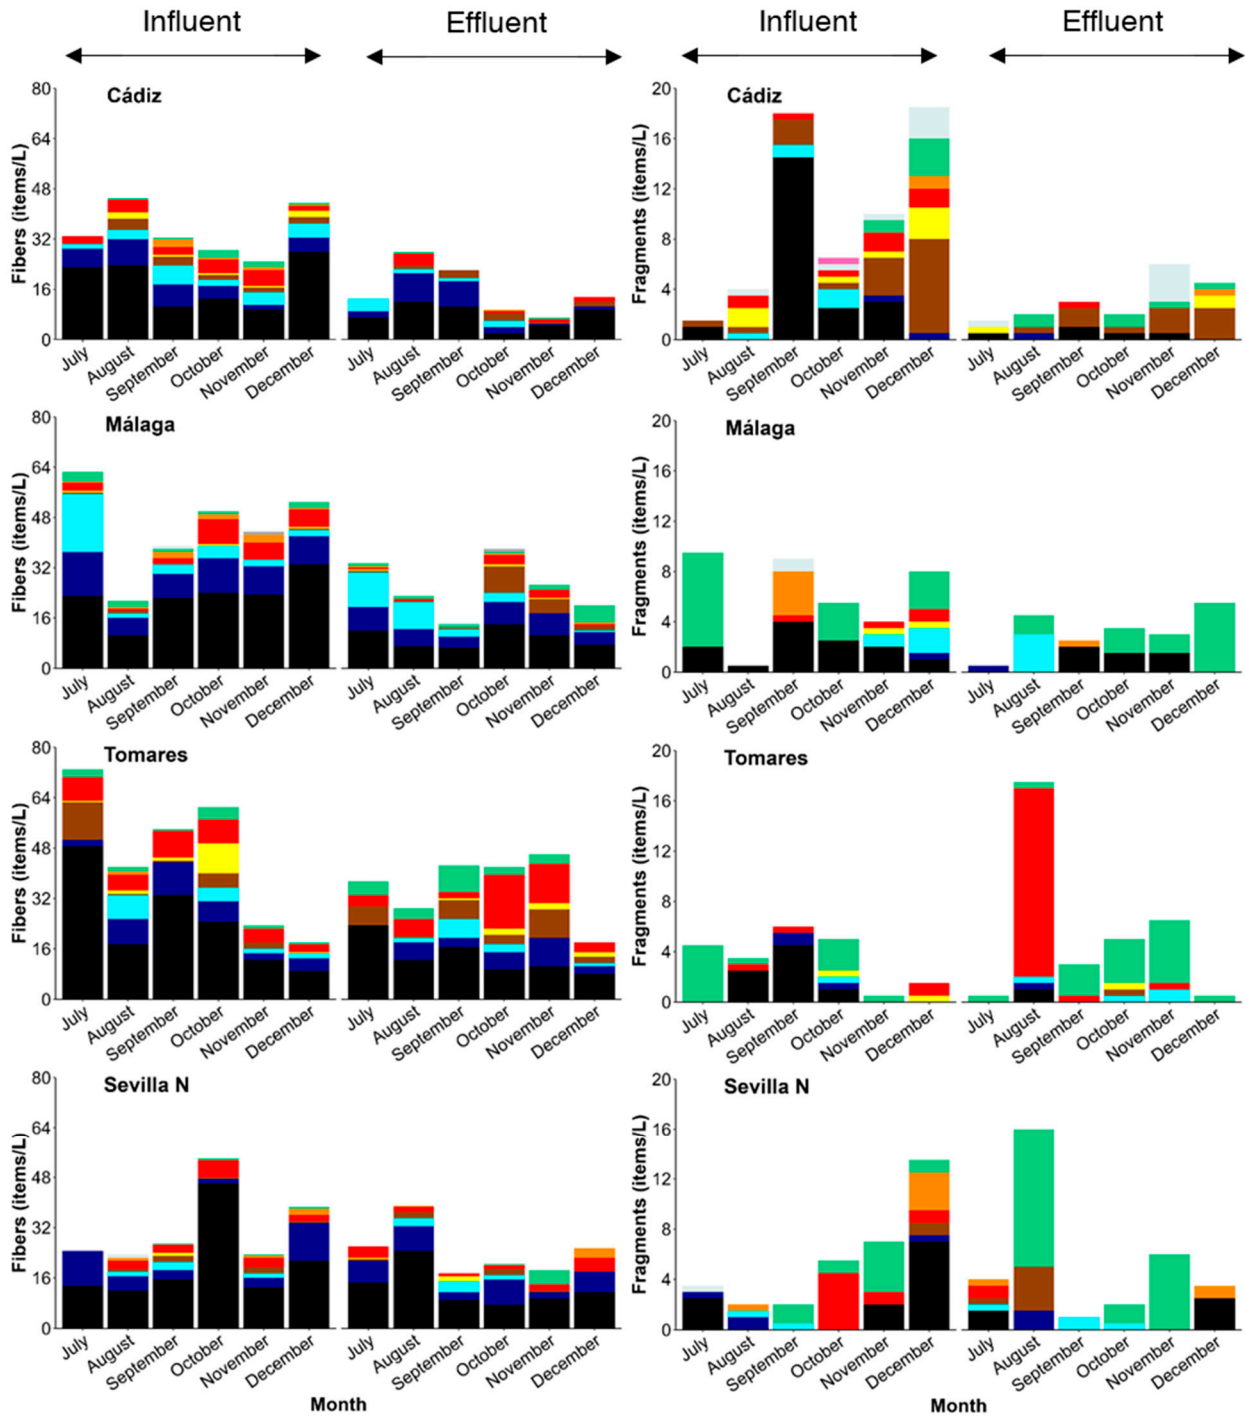 Influent
Effluent
Influent
Effluent
Cádiz
Fibers (items/L)
80
64
48
32
16
0
July
August
September
October
November
December
July
August
September
October
November
December
Cádiz
Fragments (items/L)
20
16
12
8
4
0
July
August
September
October
November
December
July
August
September
October
November
December
Málaga
Fibers (items/L)
80
64
48
32
16
0
July
August
September
October
November
December
July
August
September
October
November
December
Málaga
Fragments (items/L)
20
16
12
8
4
0
July
August
September
October
November
December
July
August
September
October
November
December
Tomares
Fibers (items/L)
80
64
48
32
16
0
July
August
September
October
November
December
July
August
September
October
November
December
Tomares
Fragments (items/L)
20
16
12
8
4
0
July
August
September
October
November
December
July
August
September
October
November
December
Sevilla N
Fibers (items/L)
80
64
48
32
16
0
July
August
September
October
November
December
July
August
September
October
November
December
Month
Sevilla N
Fragments (items/L)
20
16
12
8
4
0
July
August
September
October
November
December
July
August
September
October
November
December
Month